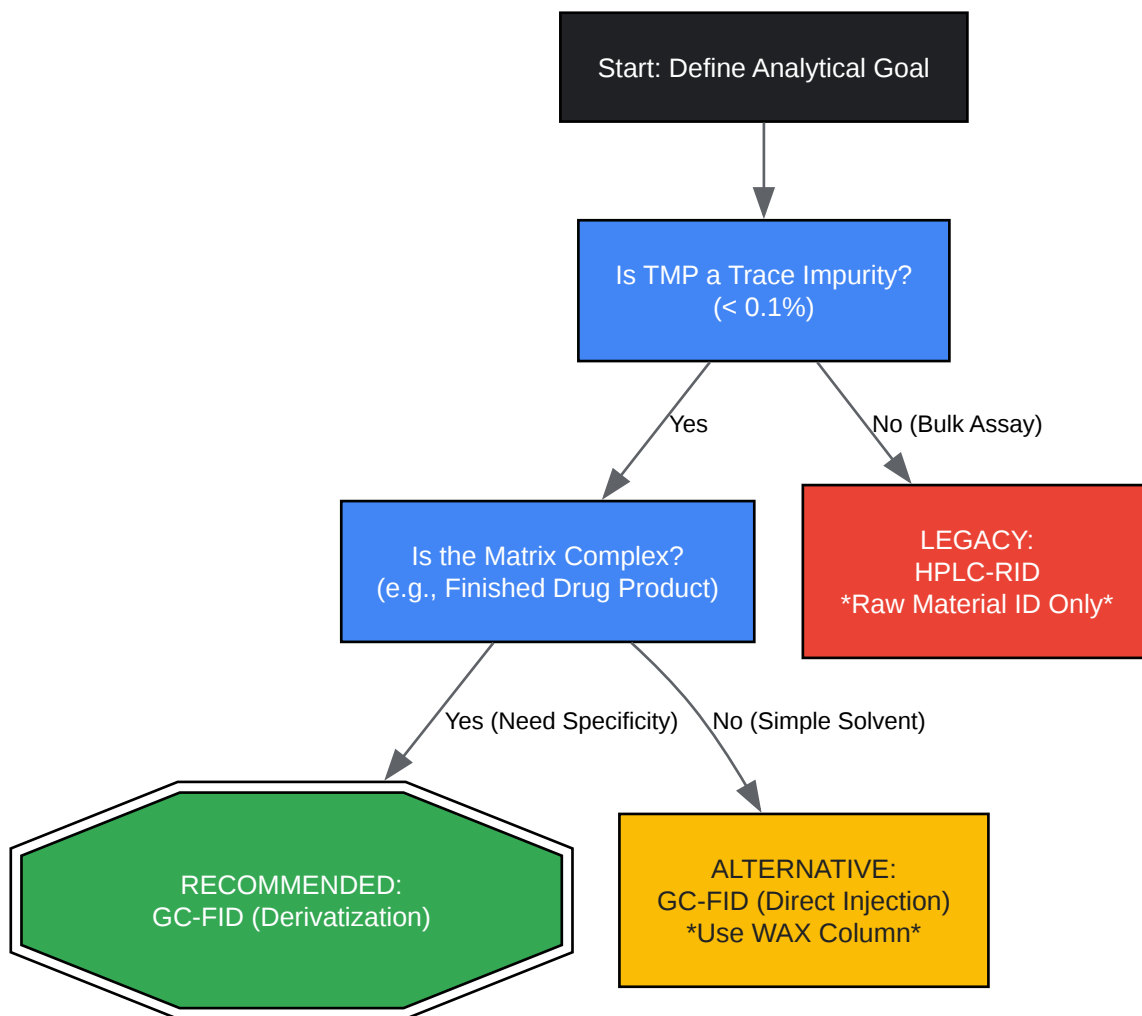 Start: Define Analytical Goal
Is TMP a Trace Impurity?
(< 0.1%)
Yes
No (Bulk Assay)
Is the Matrix Complex?
(e.g., Finished Drug Product)
LEGACY:
HPLC-RID
*Raw Material ID Only*
Yes (Need Specificity)
No (Simple Solvent)
RECOMMENDED:
GC-FID (Derivatization)
ALTERNATIVE:
GC-FID (Direct Injection)
*Use WAX Column*